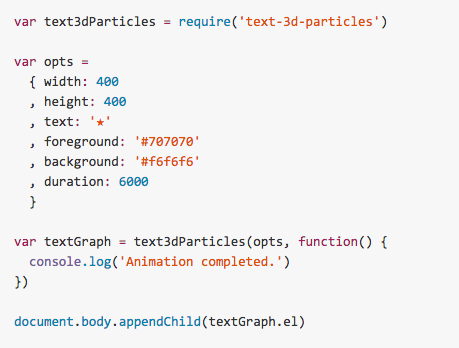 var text3dParticles = require('text-3d-particles')
var opts =
{ width: 400
, height: 400
, text: '★'
, foreground: '#707070'
, background: '#f6f6f6'
, duration: 6000
}
var textGraph = text3dParticles(opts, function() {
console.log('Animation completed.')
})
document.body.appendChild(textGraph.el)